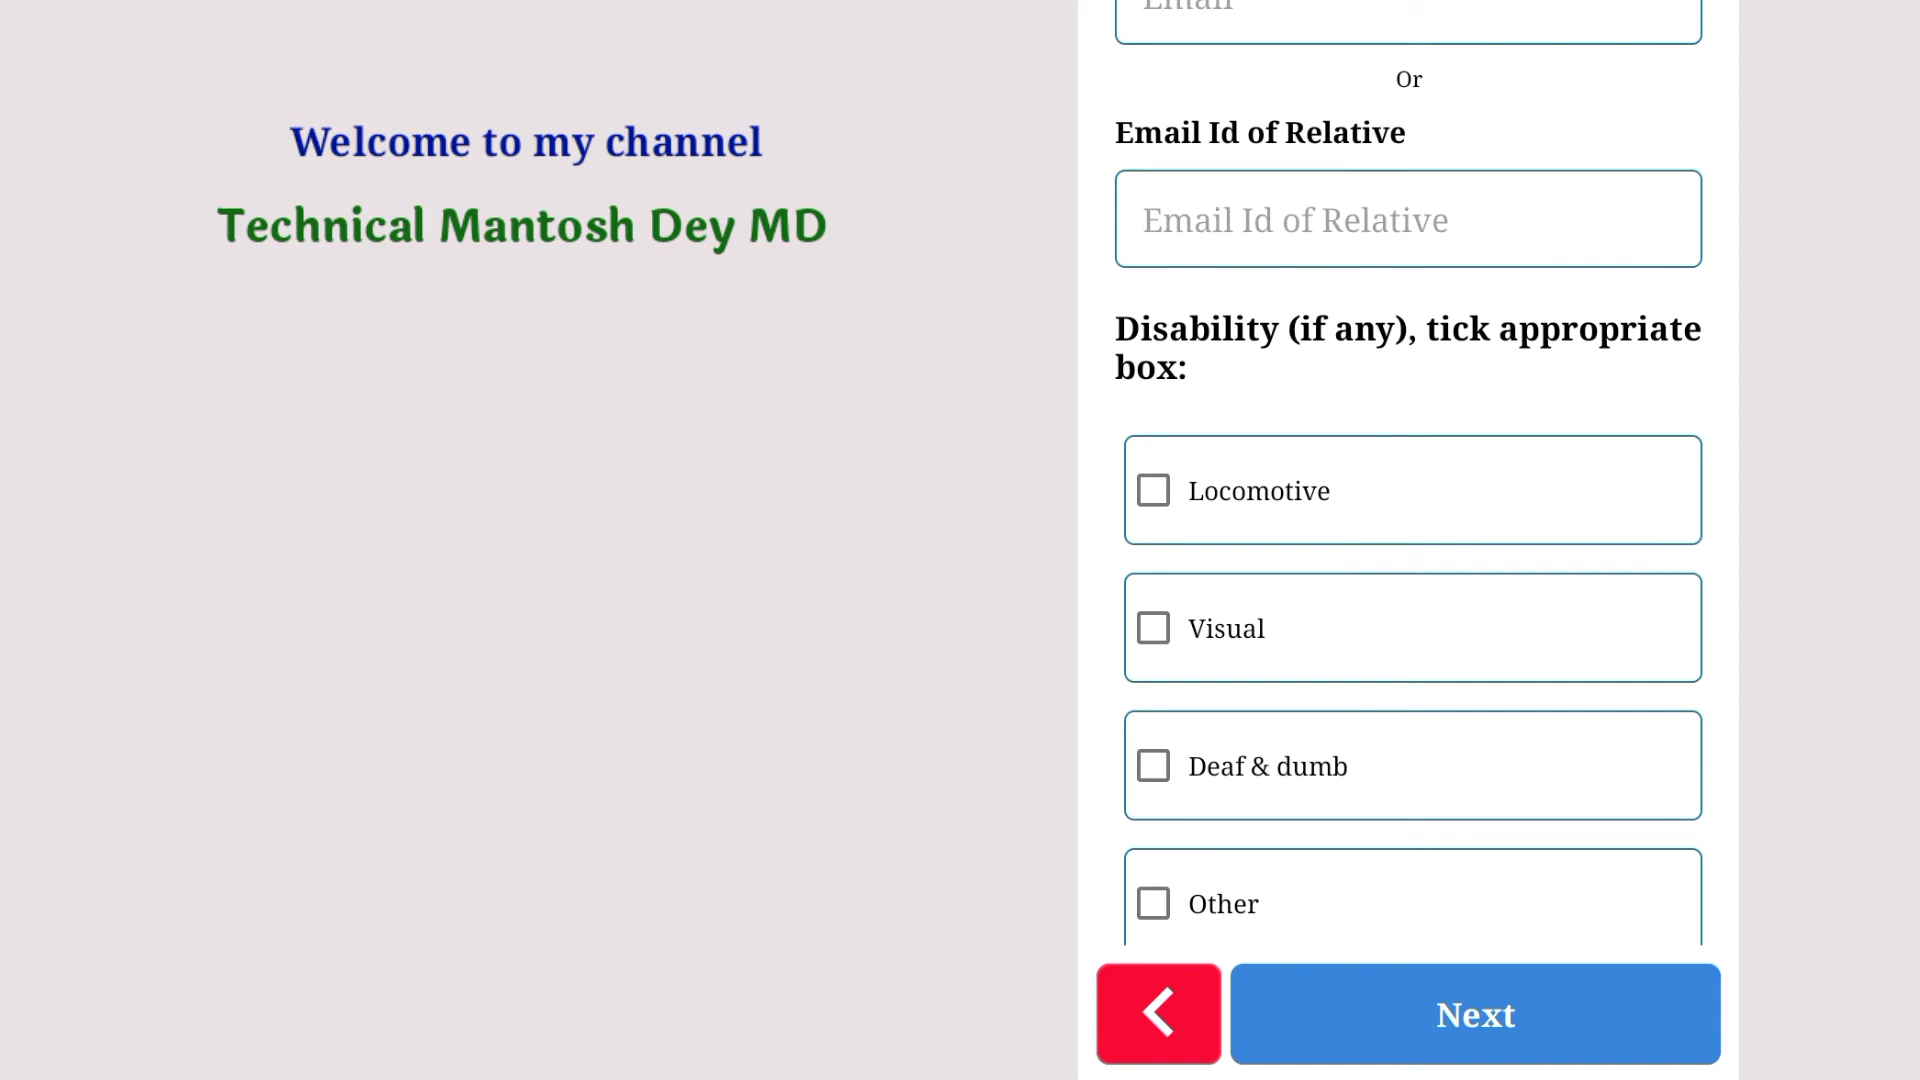 Welcome to my channel
Technical Mantosh Dey MD
Email
Or
Email Id of Relative
Email Id of Relative
Disability (if any), tick appropriate
box:
Locomotive
Visual
Deaf & dumb
Other
Next